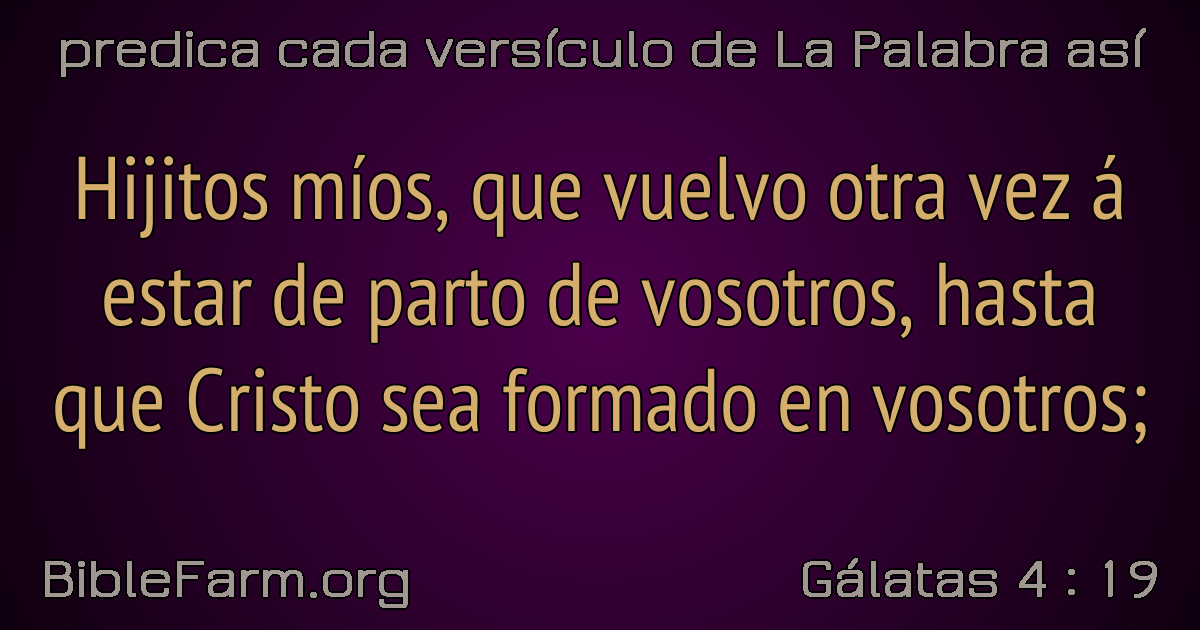 predica cada versículo de La Palabra así
Hijitos míos, que vuelvo otra vez á
estar de parto de vosotros, hasta
que Cristo sea formado en vosotros;
BibleFarm.org
Gálatas 4 : 19